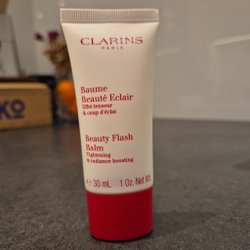 CLARINS
PARIS
Baume
Beauté Eclair
Effet tenseur
& coup d'éclat
Beauty Flash
Balm
Tightening
& radiance boosting
e 30 mL 1 Oz. Net Wt.
KO